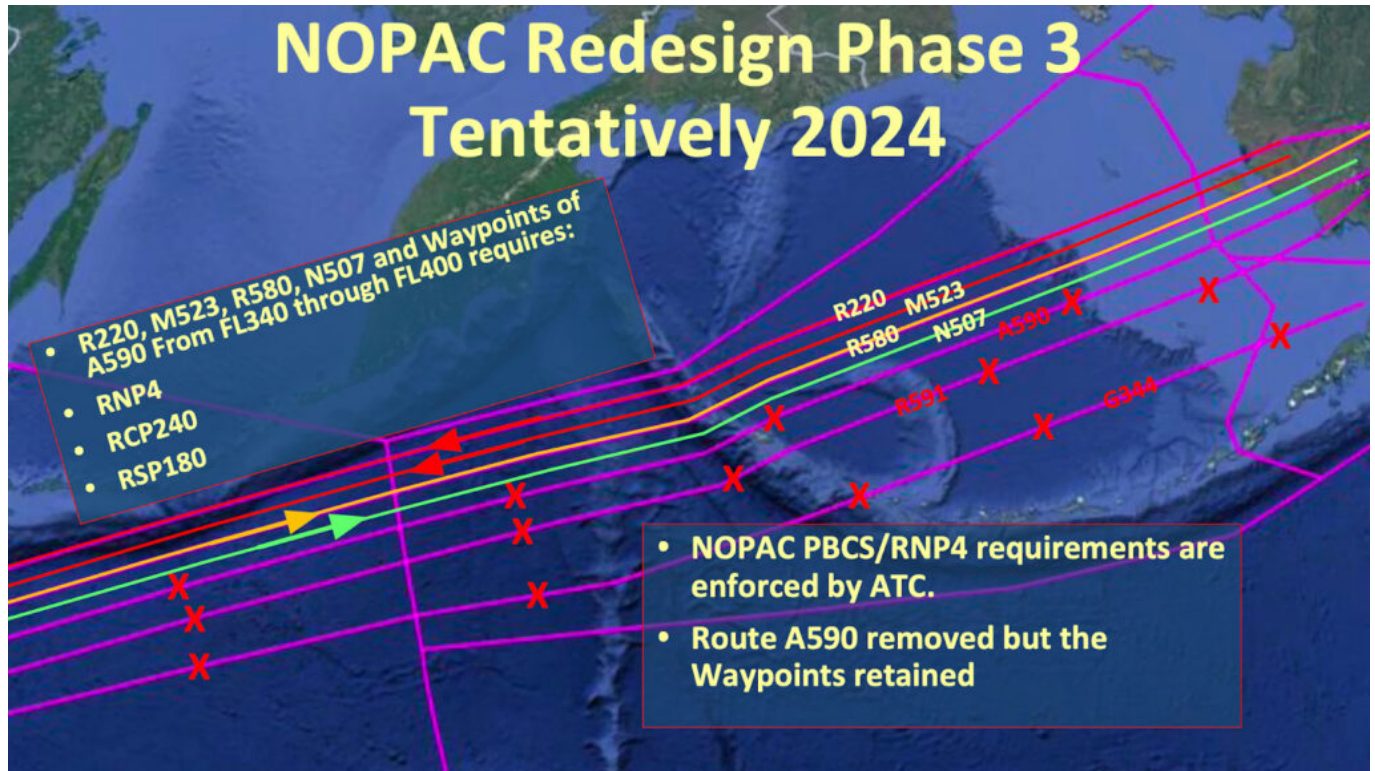 NOPAC Redesign Phase 3
Tentatively 2024
• R220, M523, R580, N507 and Waypoints of
A590 From FL340 through FL400 requires:
• RNP4
• RCP240
• RSP180
R220
M523
R580
N507
A590
R591
G344
X
X
X
X
X
X
X
X
X
X
X
X
X
X
• NOPAC PBCS/RNP4 requirements are
enforced by ATC.
• Route A590 removed but the
Waypoints retained